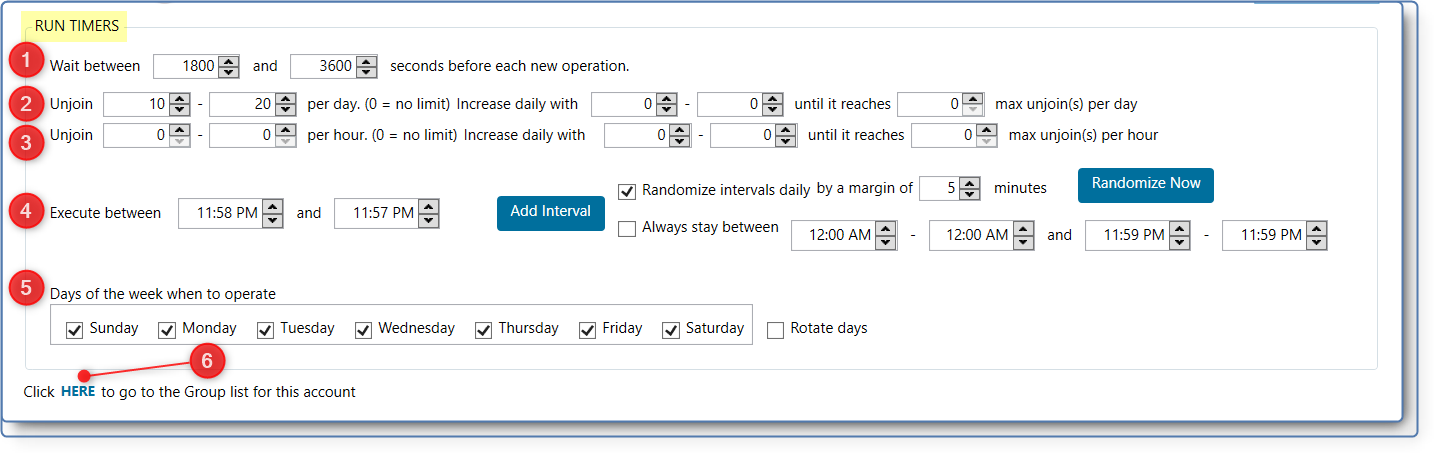 RUN TIMERS
1 Wait between 1800 and 3600 seconds before each new operation.
2 Unjoin 10 - 20 per day. (0 = no limit) Increase daily with 0 - 0 until it reaches 0 max unjoin(s) per day
3 Unjoin 0 - 0 per hour. (0 = no limit) Increase daily with 0 - 0 until it reaches 0 max unjoin(s) per hour
Randomize intervals daily by a margin of 5 minutes Randomize Now
4 Execute between 11:58 PM and 11:57 PM Add Interval
Always stay between 12:00 AM - 12:00 AM and 11:59 PM - 11:59 PM
5 Days of the week when to operate
Sunday Monday Tuesday Wednesday Thursday Friday Saturday Rotate days
6
Click HERE to go to the Group list for this account